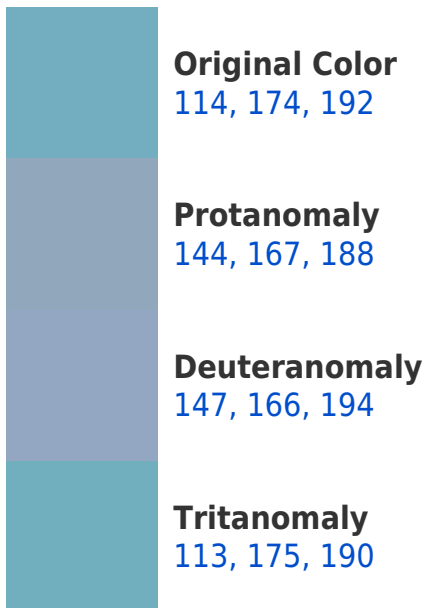 Original Color
114, 174, 192
Protanomaly
144, 167, 188
Deuteranomaly
147, 166, 194
Tritanomaly
113, 175, 190